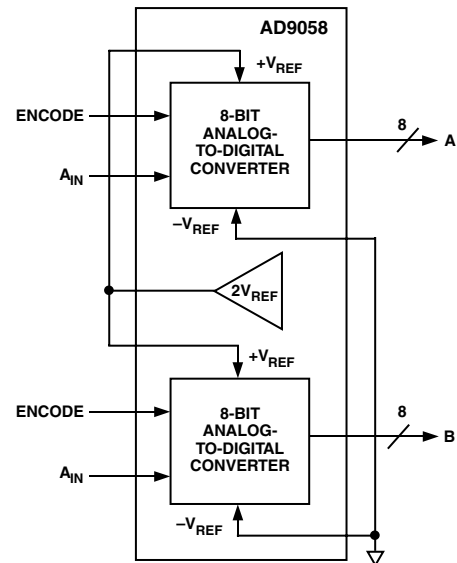 AD9058
+VREF
ENCODE
8-BIT
ANALOG-
TO-DIGITAL
CONVERTER
8
A
AIN
–VREF
2VREF
+VREF
ENCODE
8-BIT
ANALOG-
TO-DIGITAL
CONVERTER
8
B
AIN
–VREF